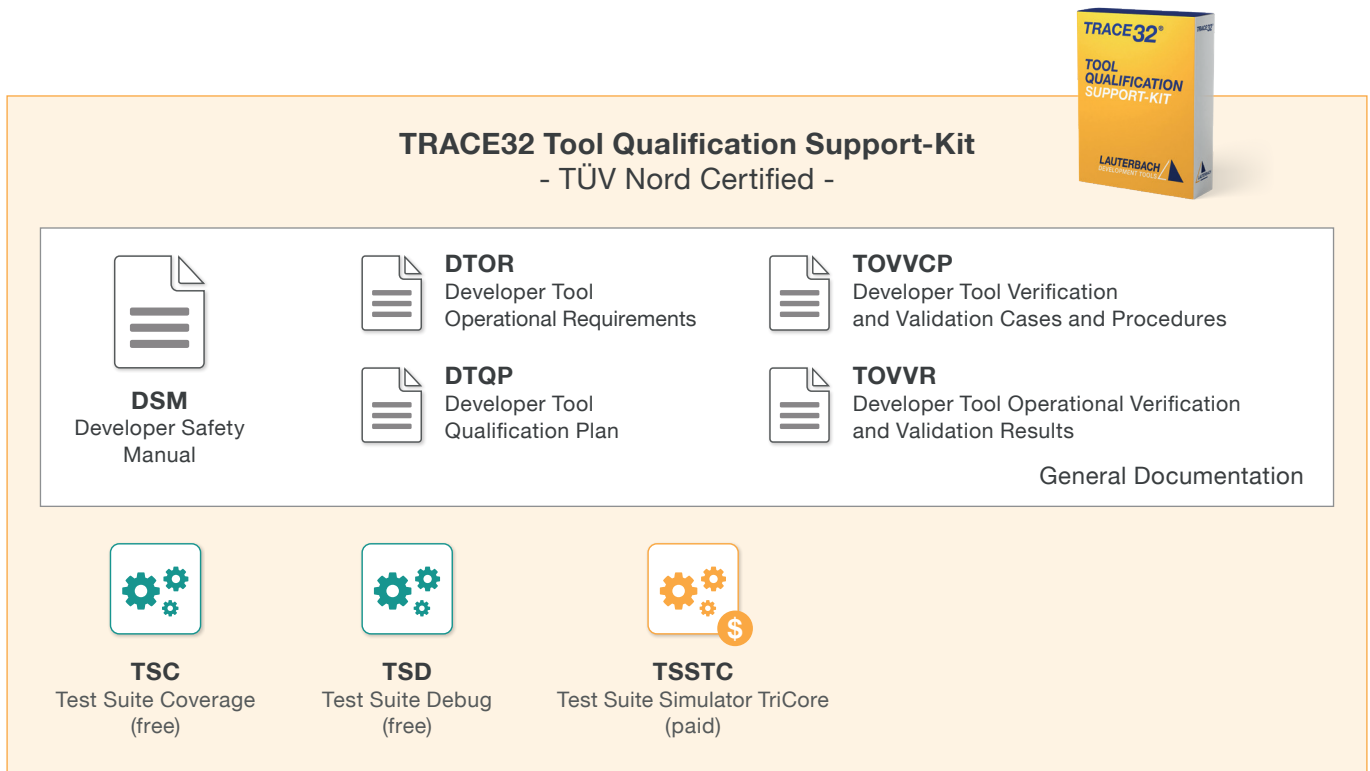 TRACE32®
TRACE32®
TOOL
QUALIFICATION
SUPPORT-KIT
LAUTERBACH
DEVELOPMENT TOOLS
TRACE32 Tool Qualification Support-Kit
- TÜV Nord Certified -
DSM
Developer Safety
Manual
DTOR
Developer Tool
Operational Requirements
DTQP
Developer Tool
Qualification Plan
TOVVCP
Developer Tool Verification
and Validation Cases and Procedures
TOVVR
Developer Tool Operational Verification
and Validation Results
General Documentation
$
TSC
Test Suite Coverage
(free)
TSD
Test Suite Debug
(free)
TSSTC
Test Suite Simulator TriCore
(paid)